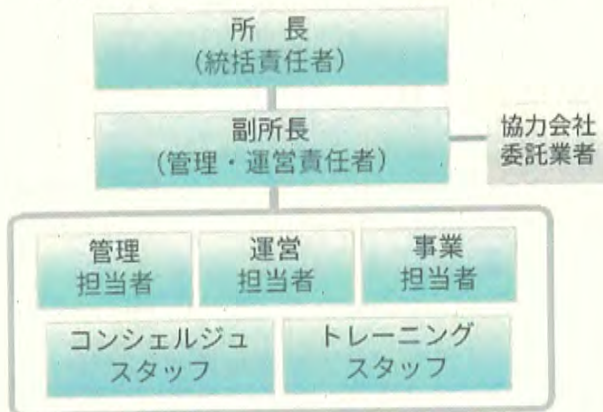 所 長
(統括責任者)
副所長
(管理・運営責任者)
協力会社
委託業者
管理
担当者
運営
担当者
事業
担当者
コンシェルジュ
スタッフ
トレーニング
スタッフ